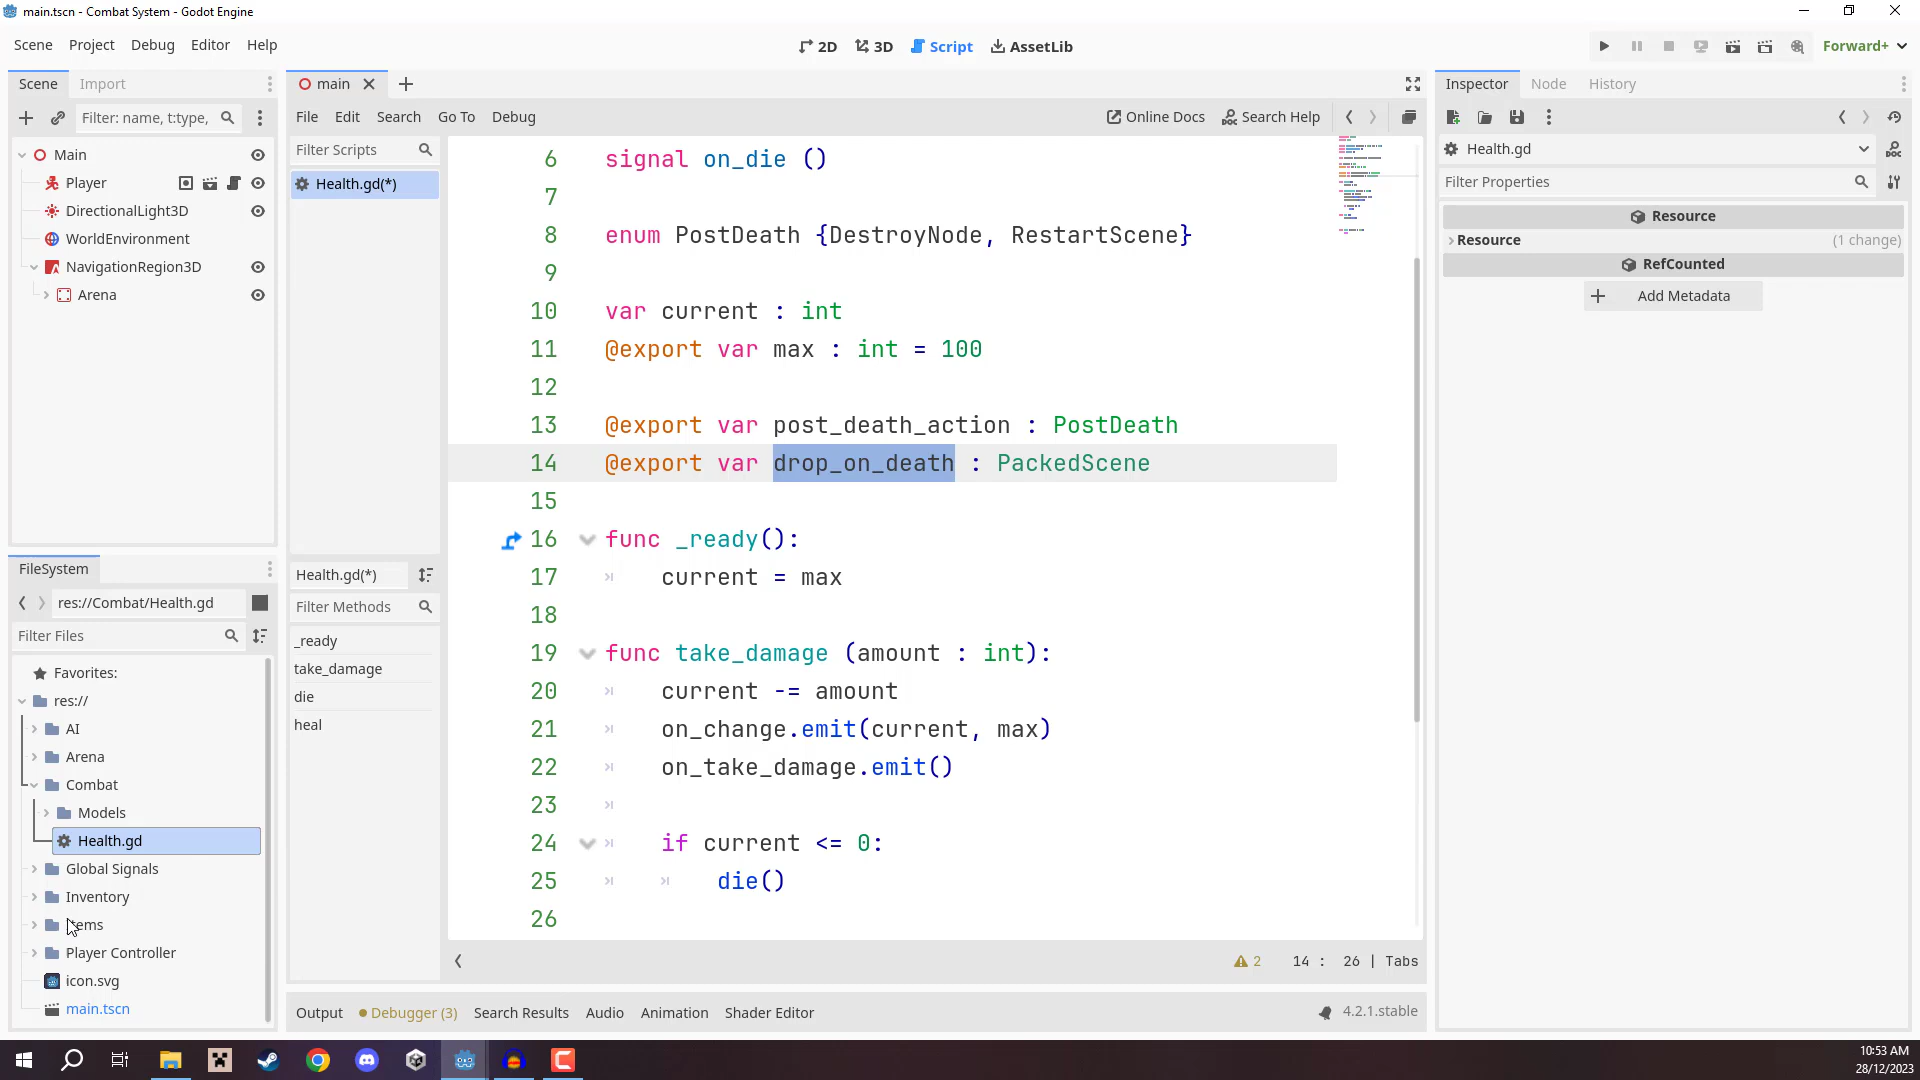 main.tscn - Combat System - Godot Engine
Scene Project Debug Editor Help
2D 3D Script AssetLib
Forward+
Scene Import
Filter: name, t:type,
Main
Player
DirectionalLight3D
WorldEnvironment
NavigationRegion3D
Arena
FileSystem
res://Combat/Health.gd
Filter Files
Favorites:
res://
AI
Arena
Combat
Models
Health.gd
Global Signals
Inventory
Items
Player Controller
icon.svg
main.tscn
main
File Edit Search Go To Debug
Online Docs Search Help
Filter Scripts
Health.gd(*)
Health.gd(*)
Filter Methods
_ready
take_damage
die
heal
6 signal on_die ()
7
8 enum PostDeath {DestroyNode, RestartScene}
9
10 var current : int
11 @export var max : int = 100
12
13 @export var post_death_action : PostDeath
14 @export var drop_on_death : PackedScene
15
16 func _ready():
17 current = max
18
19 func take_damage (amount : int):
20 current -= amount
21 on_change.emit(current, max)
22 on_take_damage.emit()
23
24 if current <= 0:
25 die()
26
2 14 : 26 | Tabs
Output Debugger (3) Search Results Audio Animation Shader Editor
4.2.1.stable
Inspector Node History
Health.gd
Filter Properties
Resource
Resource (1 change)
RefCounted
Add Metadata
10:53 AM
28/12/2023